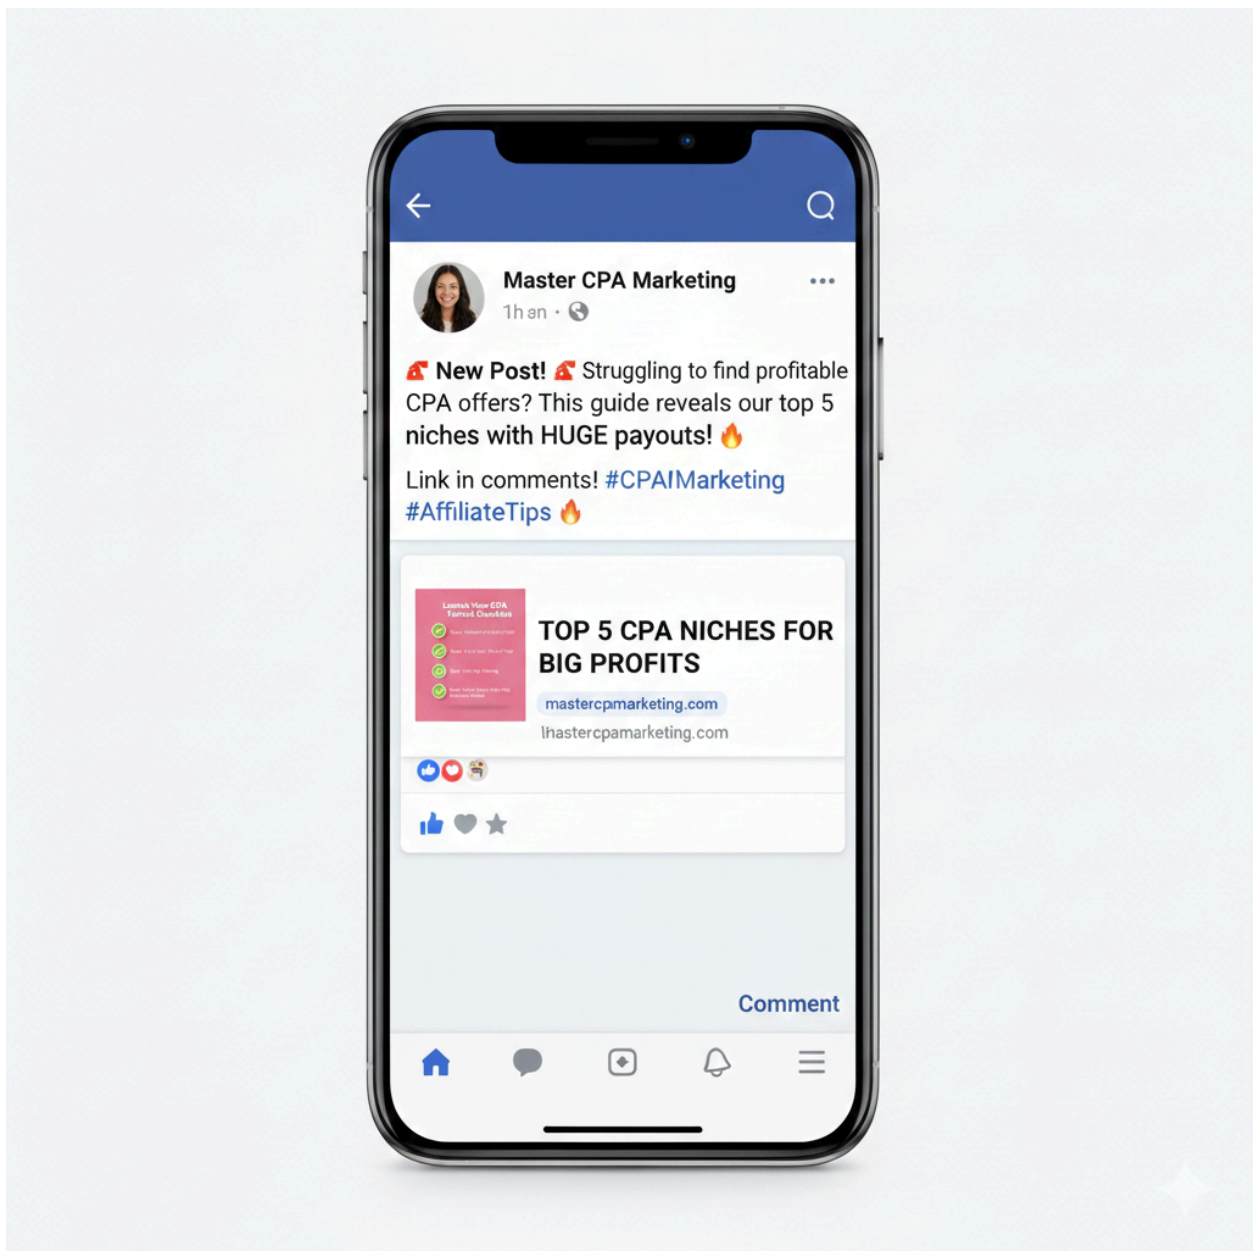 Master CPA Marketing
1h an ·
New Post! Struggling to find profitable
CPA offers? This guide reveals our top 5
niches with HUGE payouts! 🔥
Link in comments! #CPAIMarketing
#AffiliateTips 🔥
TOP 5 CPA NICHES FOR
BIG PROFITS
mastercpmarketing.com
lhastercpamarketing.com
Comment